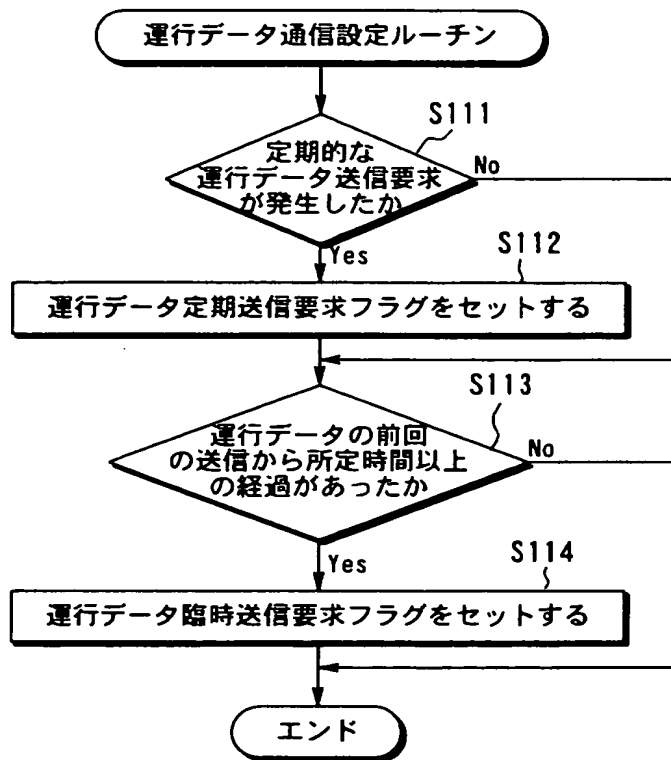 運行データ通信設定ルーチン
S111
定期的な
運行データ送信要求
が発生したか
No
Yes
S112
運行データ定期送信要求フラグをセットする
S113
運行データの前回
の送信から所定時間以上
の経過があったか
No
Yes
S114
運行データ臨時送信要求フラグをセットする
エンド